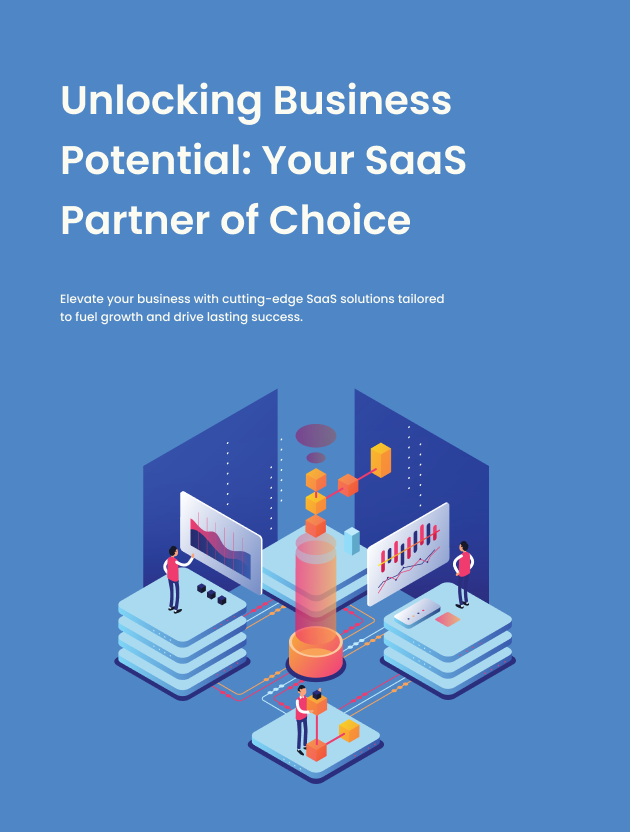 Unlocking Business
Potential: Your SaaS
Partner of Choice
Elevate your business with cutting-edge SaaS solutions tailored
to fuel growth and drive lasting success.